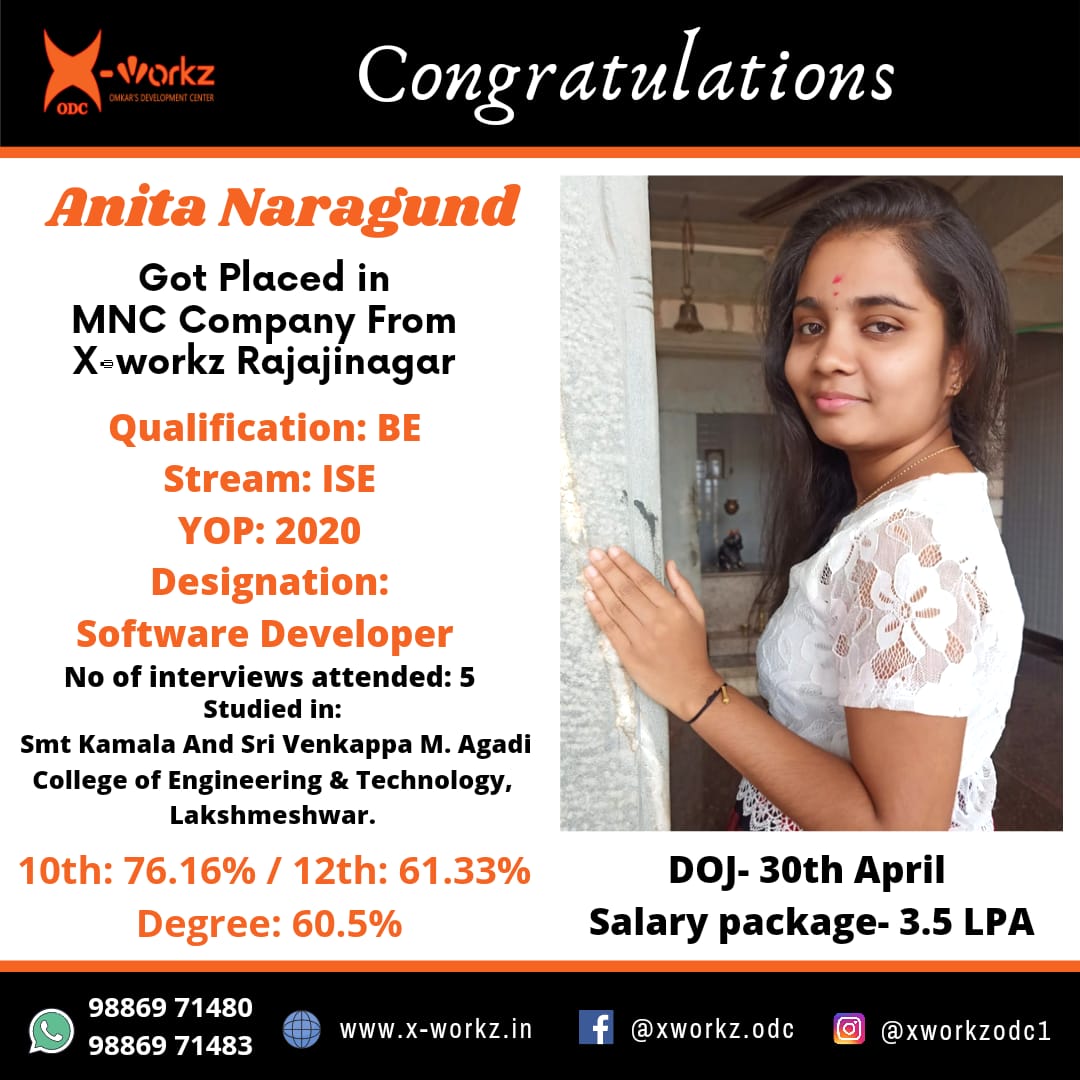 X-workz
OMKAR'S DEVELOPMENT CENTER
ODC
Congratulations
Anita Naragund
Got Placed in
MNC Company From
X-workz Rajajinagar
Qualification: BE
Stream: ISE
YOP: 2020
Designation:
Software Developer
No of interviews attended: 5
Studied in:
Smt Kamala And Sri Venkappa M. Agadi
College of Engineering & Technology,
Lakshmeshwar.
10th: 76.16% / 12th: 61.33%
Degree: 60.5%
DOJ- 30th April
Salary package- 3.5 LPA
98869 71480
98869 71483
www.x-workz.in
@xworkz.odc
@xworkzodc1